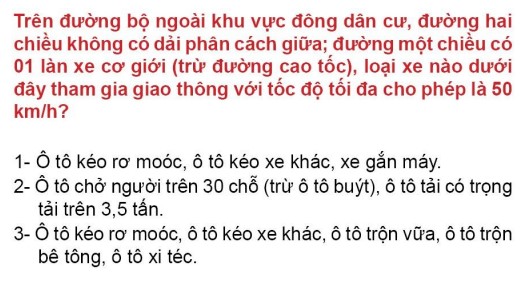 Trên đường bộ ngoài khu vực đông dân cư, đường hai
chiều không có dải phân cách giữa; đường một chiều có
01 làn xe cơ giới (trừ đường cao tốc), loại xe nào dưới
đây tham gia giao thông với tốc độ tối đa cho phép là 50
km/h?
1- Ô tô kéo rơ moóc, ô tô kéo xe khác, xe gắn máy.
2- Ô tô chở người trên 30 chỗ (trừ ô tô buýt), ô tô tải có trọng
tải trên 3,5 tấn.
3- Ô tô kéo rơ moóc, ô tô kéo xe khác, ô tô trộn vữa, ô tô trộn
bê tông, ô tô xi téc.